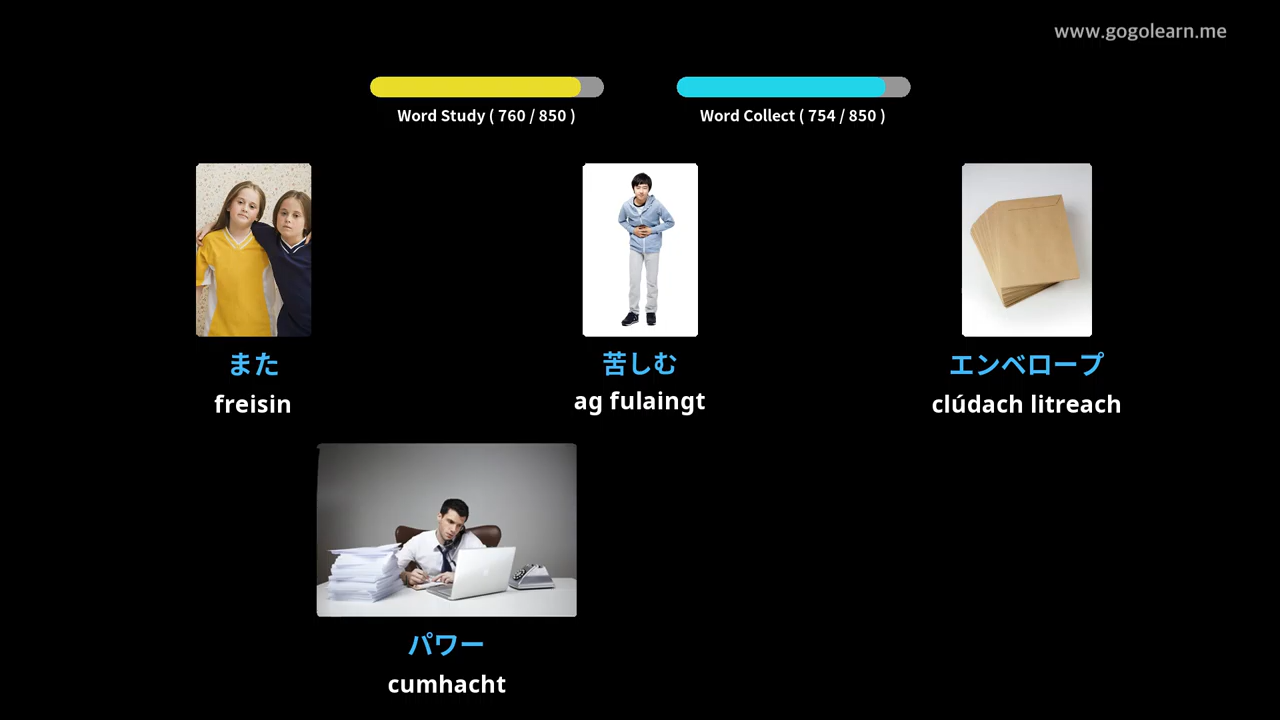 www.gogolearn.me
Word Study ( 760 / 850 )
Word Collect ( 754 / 850 )
また
freisin
苦しむ
ag fulaingt
エンベロープ
clúdach litreach
パワー
cumhacht